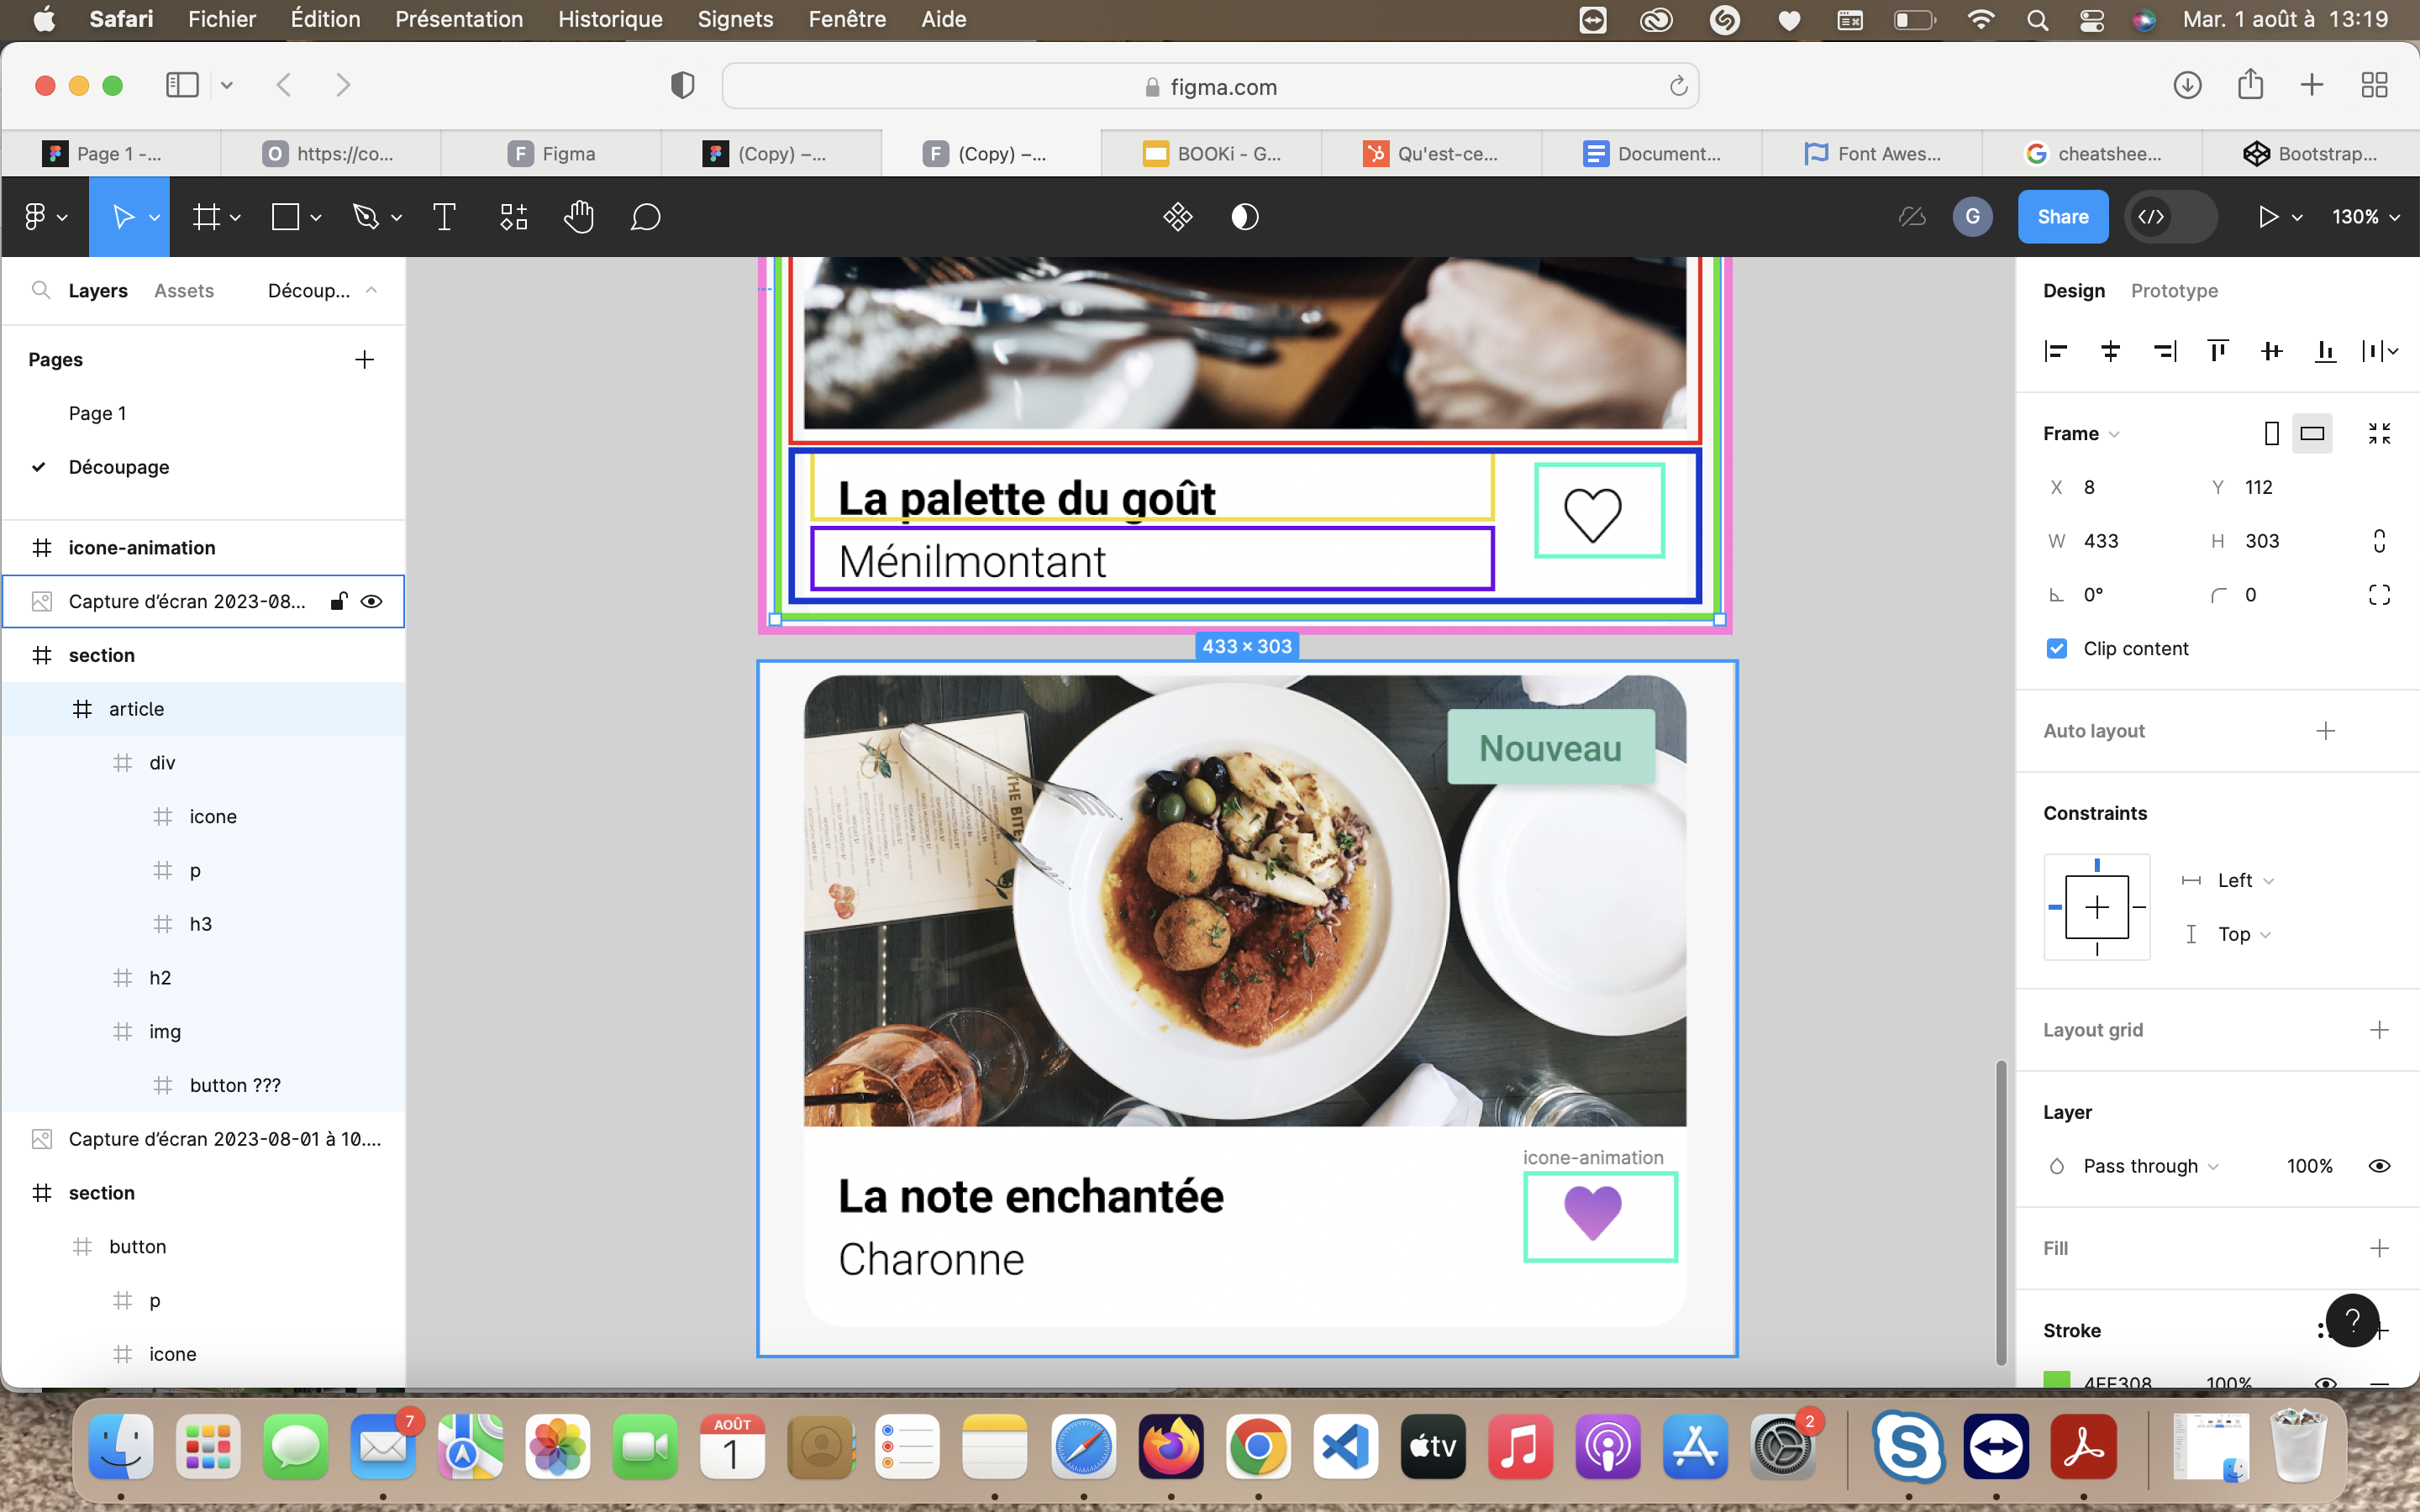 Safari Fichier Édition Présentation Historique Signets Fenêtre Aide Mar. 1 août à 13:19
figma.com
Page 1 -... https://co... Figma (Copy) –... (Copy) –... BOOKi - G... Qu'est-ce... Document... Font Awes... cheatshee... Bootstrap...
G Share 130%
Layers Assets Découp...
Pages
Page 1
Découpage
icone-animation
Capture d'écran 2023-08...
section
article
div
icone
p
h3
h2
img
button ???
Capture d'écran 2023-08-01 à 10....
section
button
p
icone
La palette du goût
Ménilmontant
433 × 303
THE BITE
Nouveau
icone-animation
La note enchantée
Charonne
Design Prototype
Frame
X 8 Y 112
W 433 H 303
0° 0
Clip content
Auto layout
Constraints
Left
Top
Layout grid
Layer
Pass through 100%
Fill
Stroke
?
4FE308 100%
7
AOÛT
1
tv
2